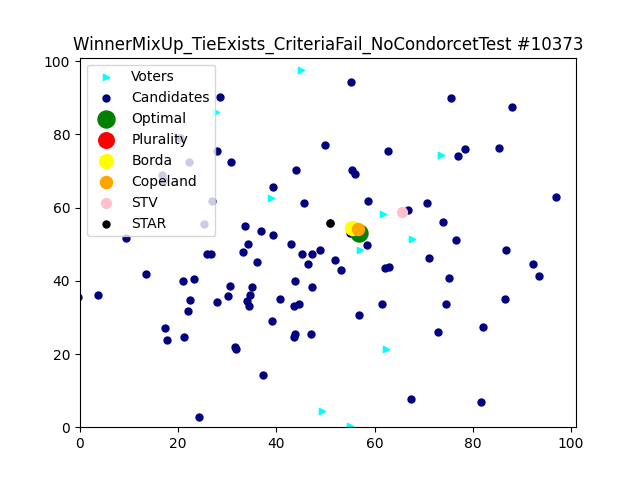 WinnerMixUp_TieExists_CriteriaFail_NoCondorcetTest #10373
100
80
60
40
20
0
0 20 40 60 80 100
Voters
Candidates
Optimal
Plurality
Borda
Copeland
STV
STAR